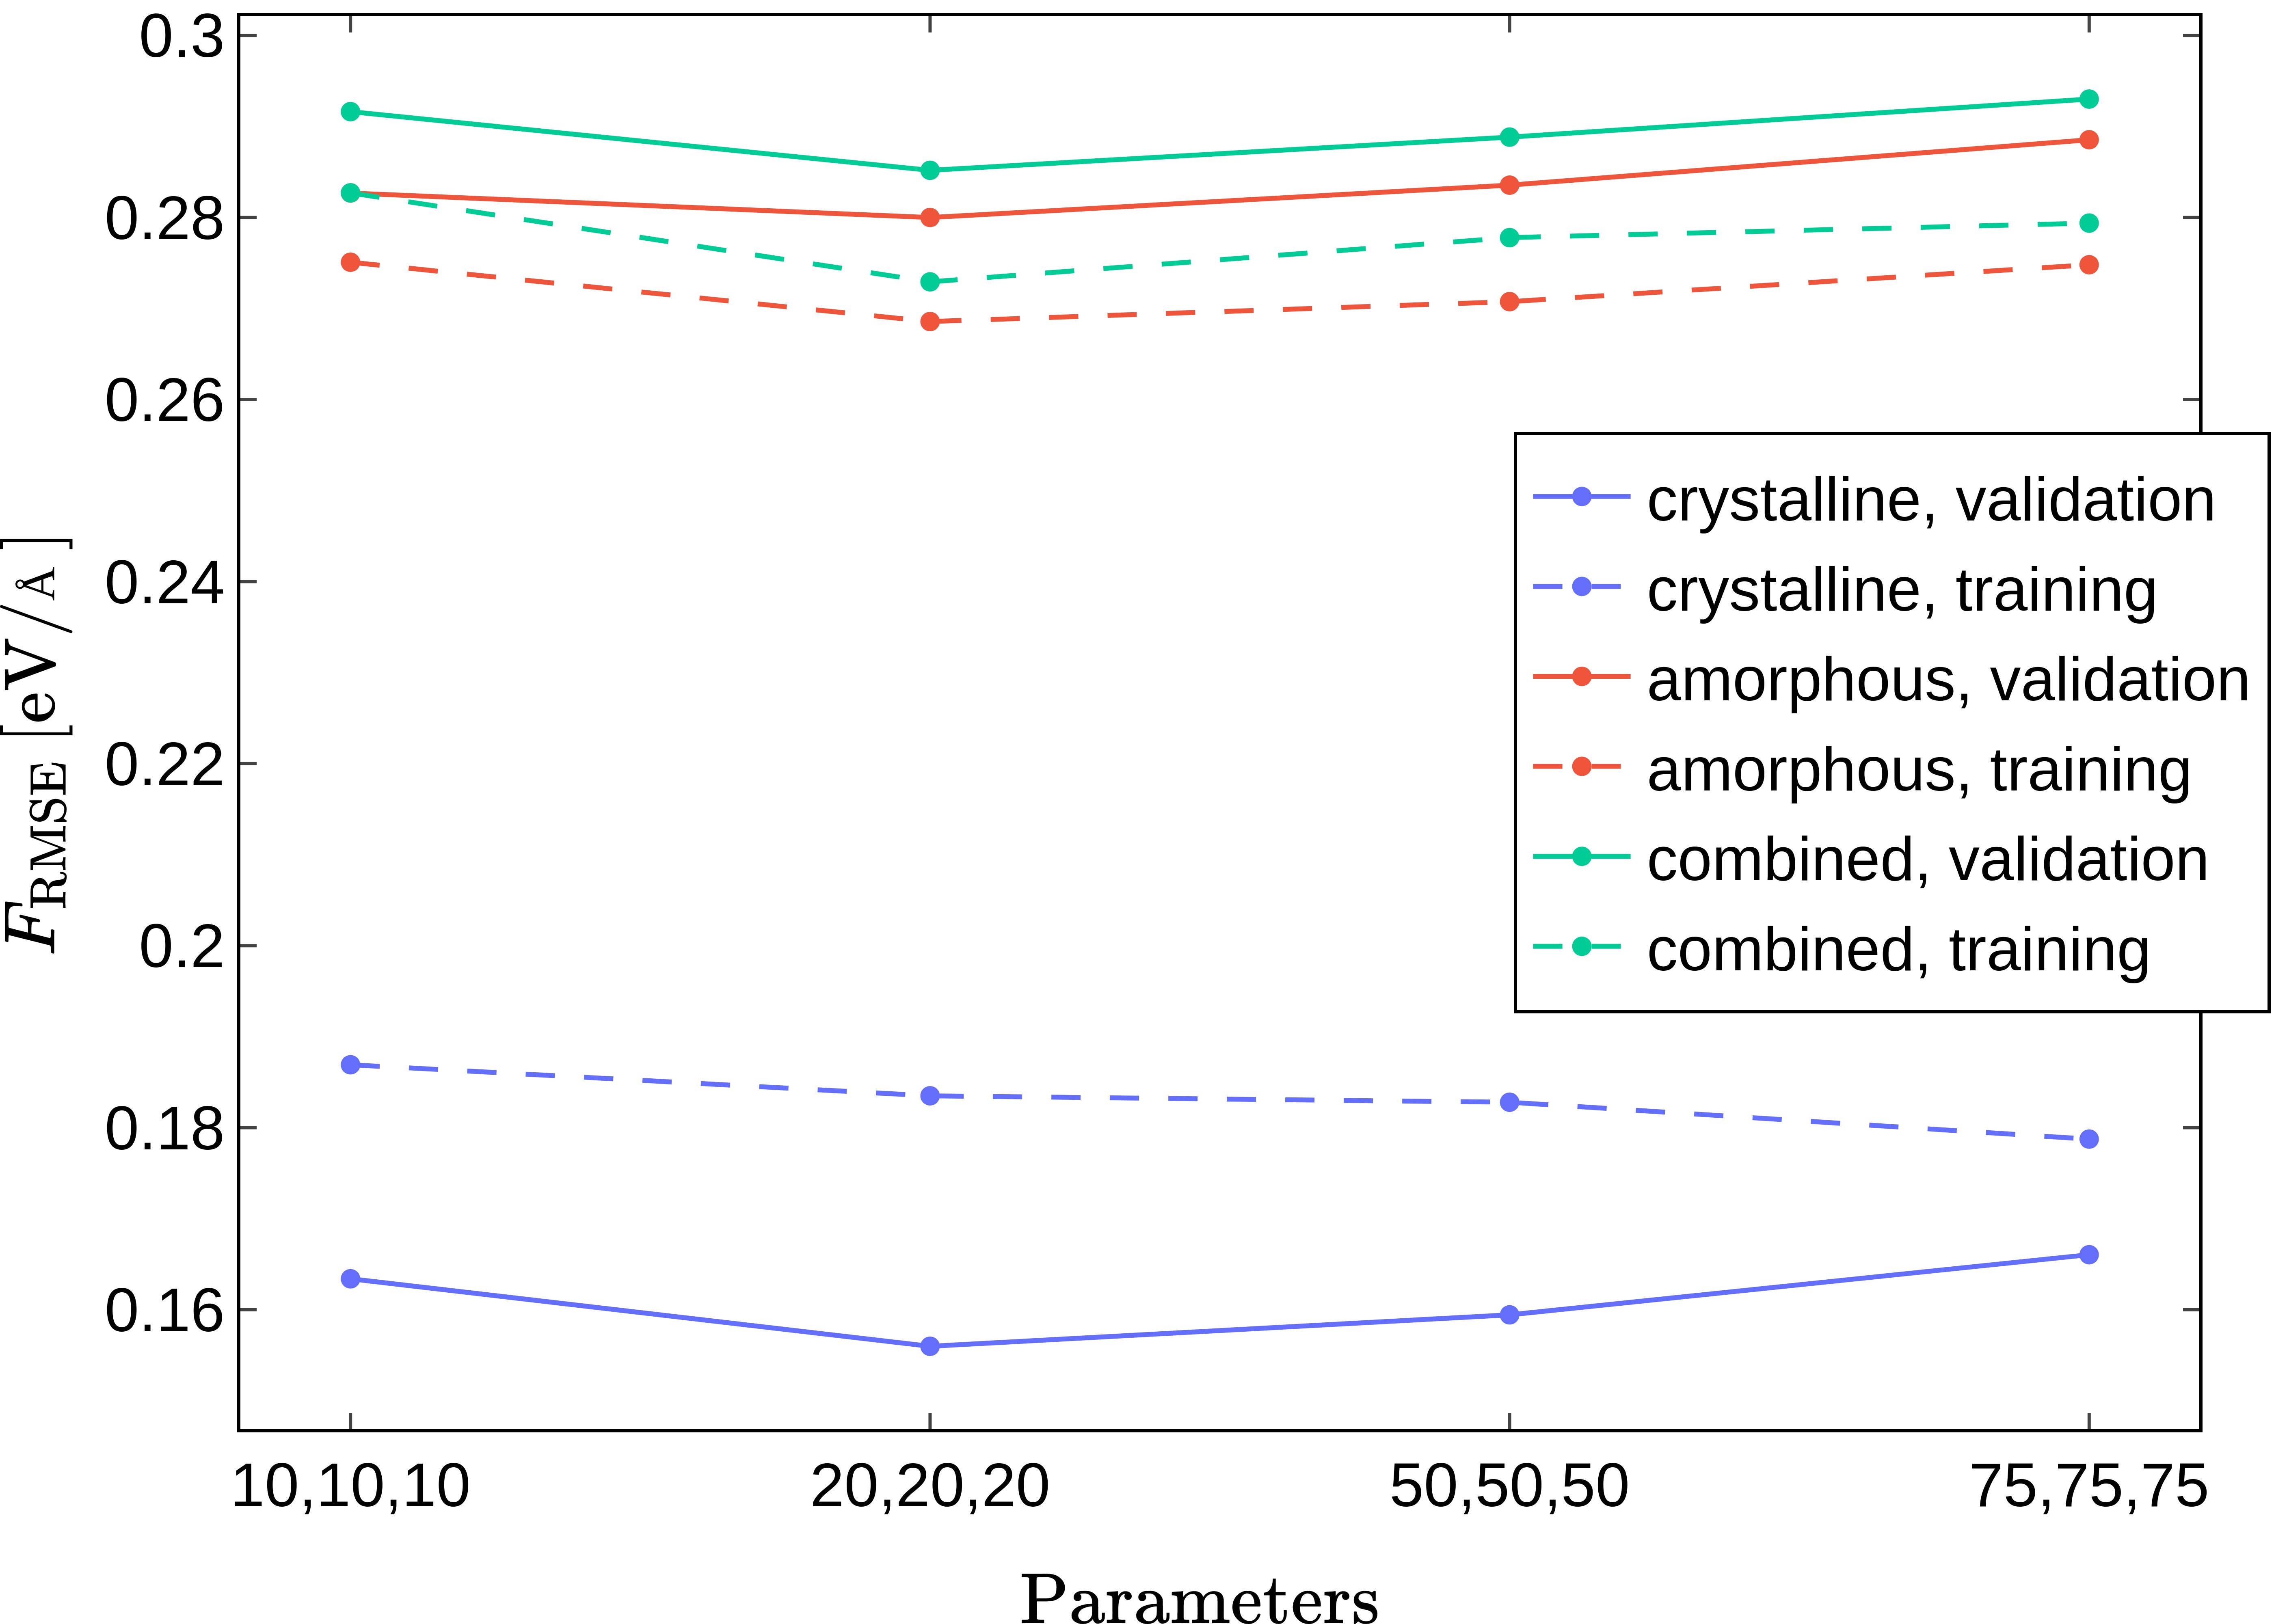 0.3
0.28
0.26
0.24
0.22
0.2
0.18
0.16
F_RMSE [eV/Å]
crystalline, validation
crystalline, training
amorphous, validation
amorphous, training
combined, validation
combined, training
10,10,10 20,20,20 50,50,50 75,75,75
Parameters